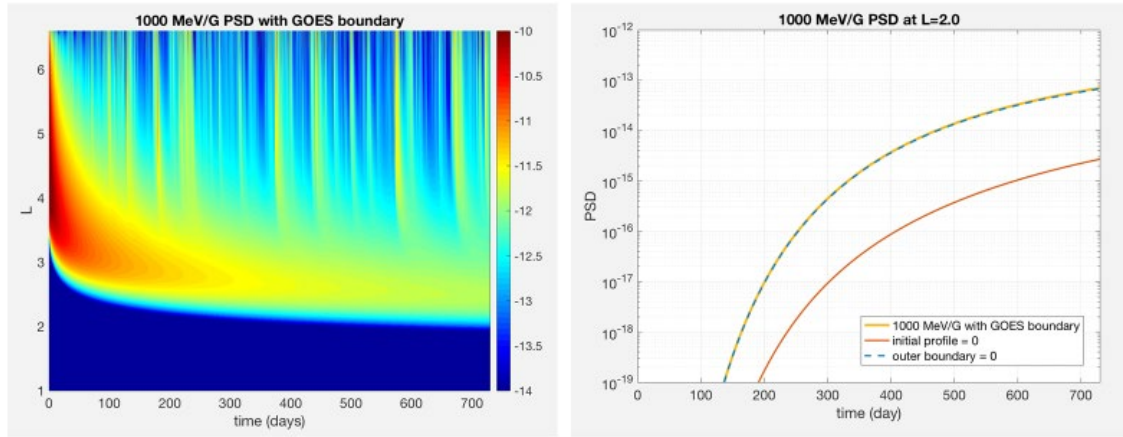 1000 MeV/G PSD with GOES boundary
6
5
4
3
2
1
L
0 100 200 300 400 500 600 700
time (days)
-10
-10.5
-11
-11.5
-12
-12.5
-13
-13.5
-14
1000 MeV/G PSD at L=2.0
10^-12
10^-13
10^-14
10^-15
10^-16
10^-17
10^-18
10^-19
PSD
0 100 200 300 400 500 600 700
time (day)
1000 MeV/G with GOES boundary
initial profile = 0
outer boundary = 0